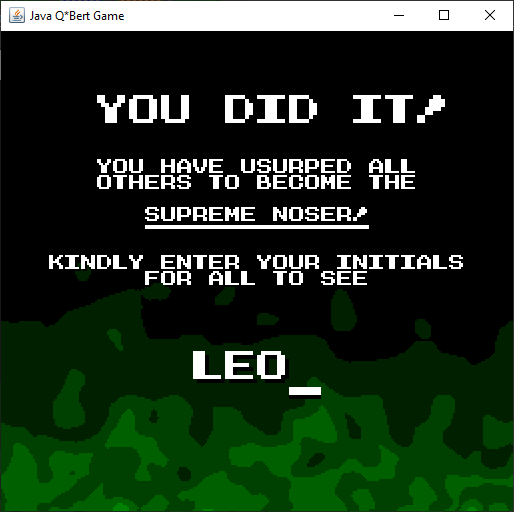 Java Q*Bert Game
YOU DID IT!
YOU HAVE USURPED ALL
OTHERS TO BECOME THE
SUPREME NOSER!
KINDLY ENTER YOUR INITIALS
FOR ALL TO SEE
LEO_